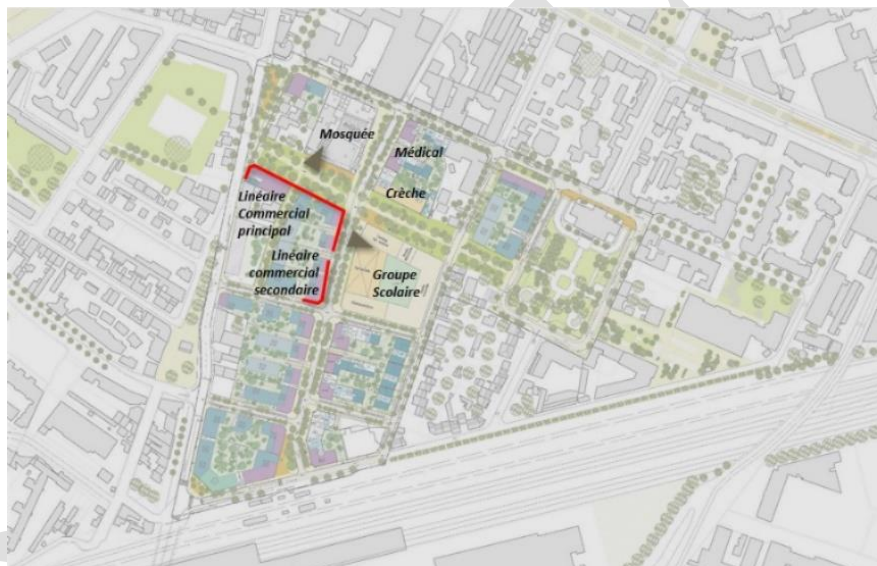 Mosquée
Médical
Crèche
Linéaire
Commercial
principal
Linéaire
commercial
secondaire
Groupe
Scolaire